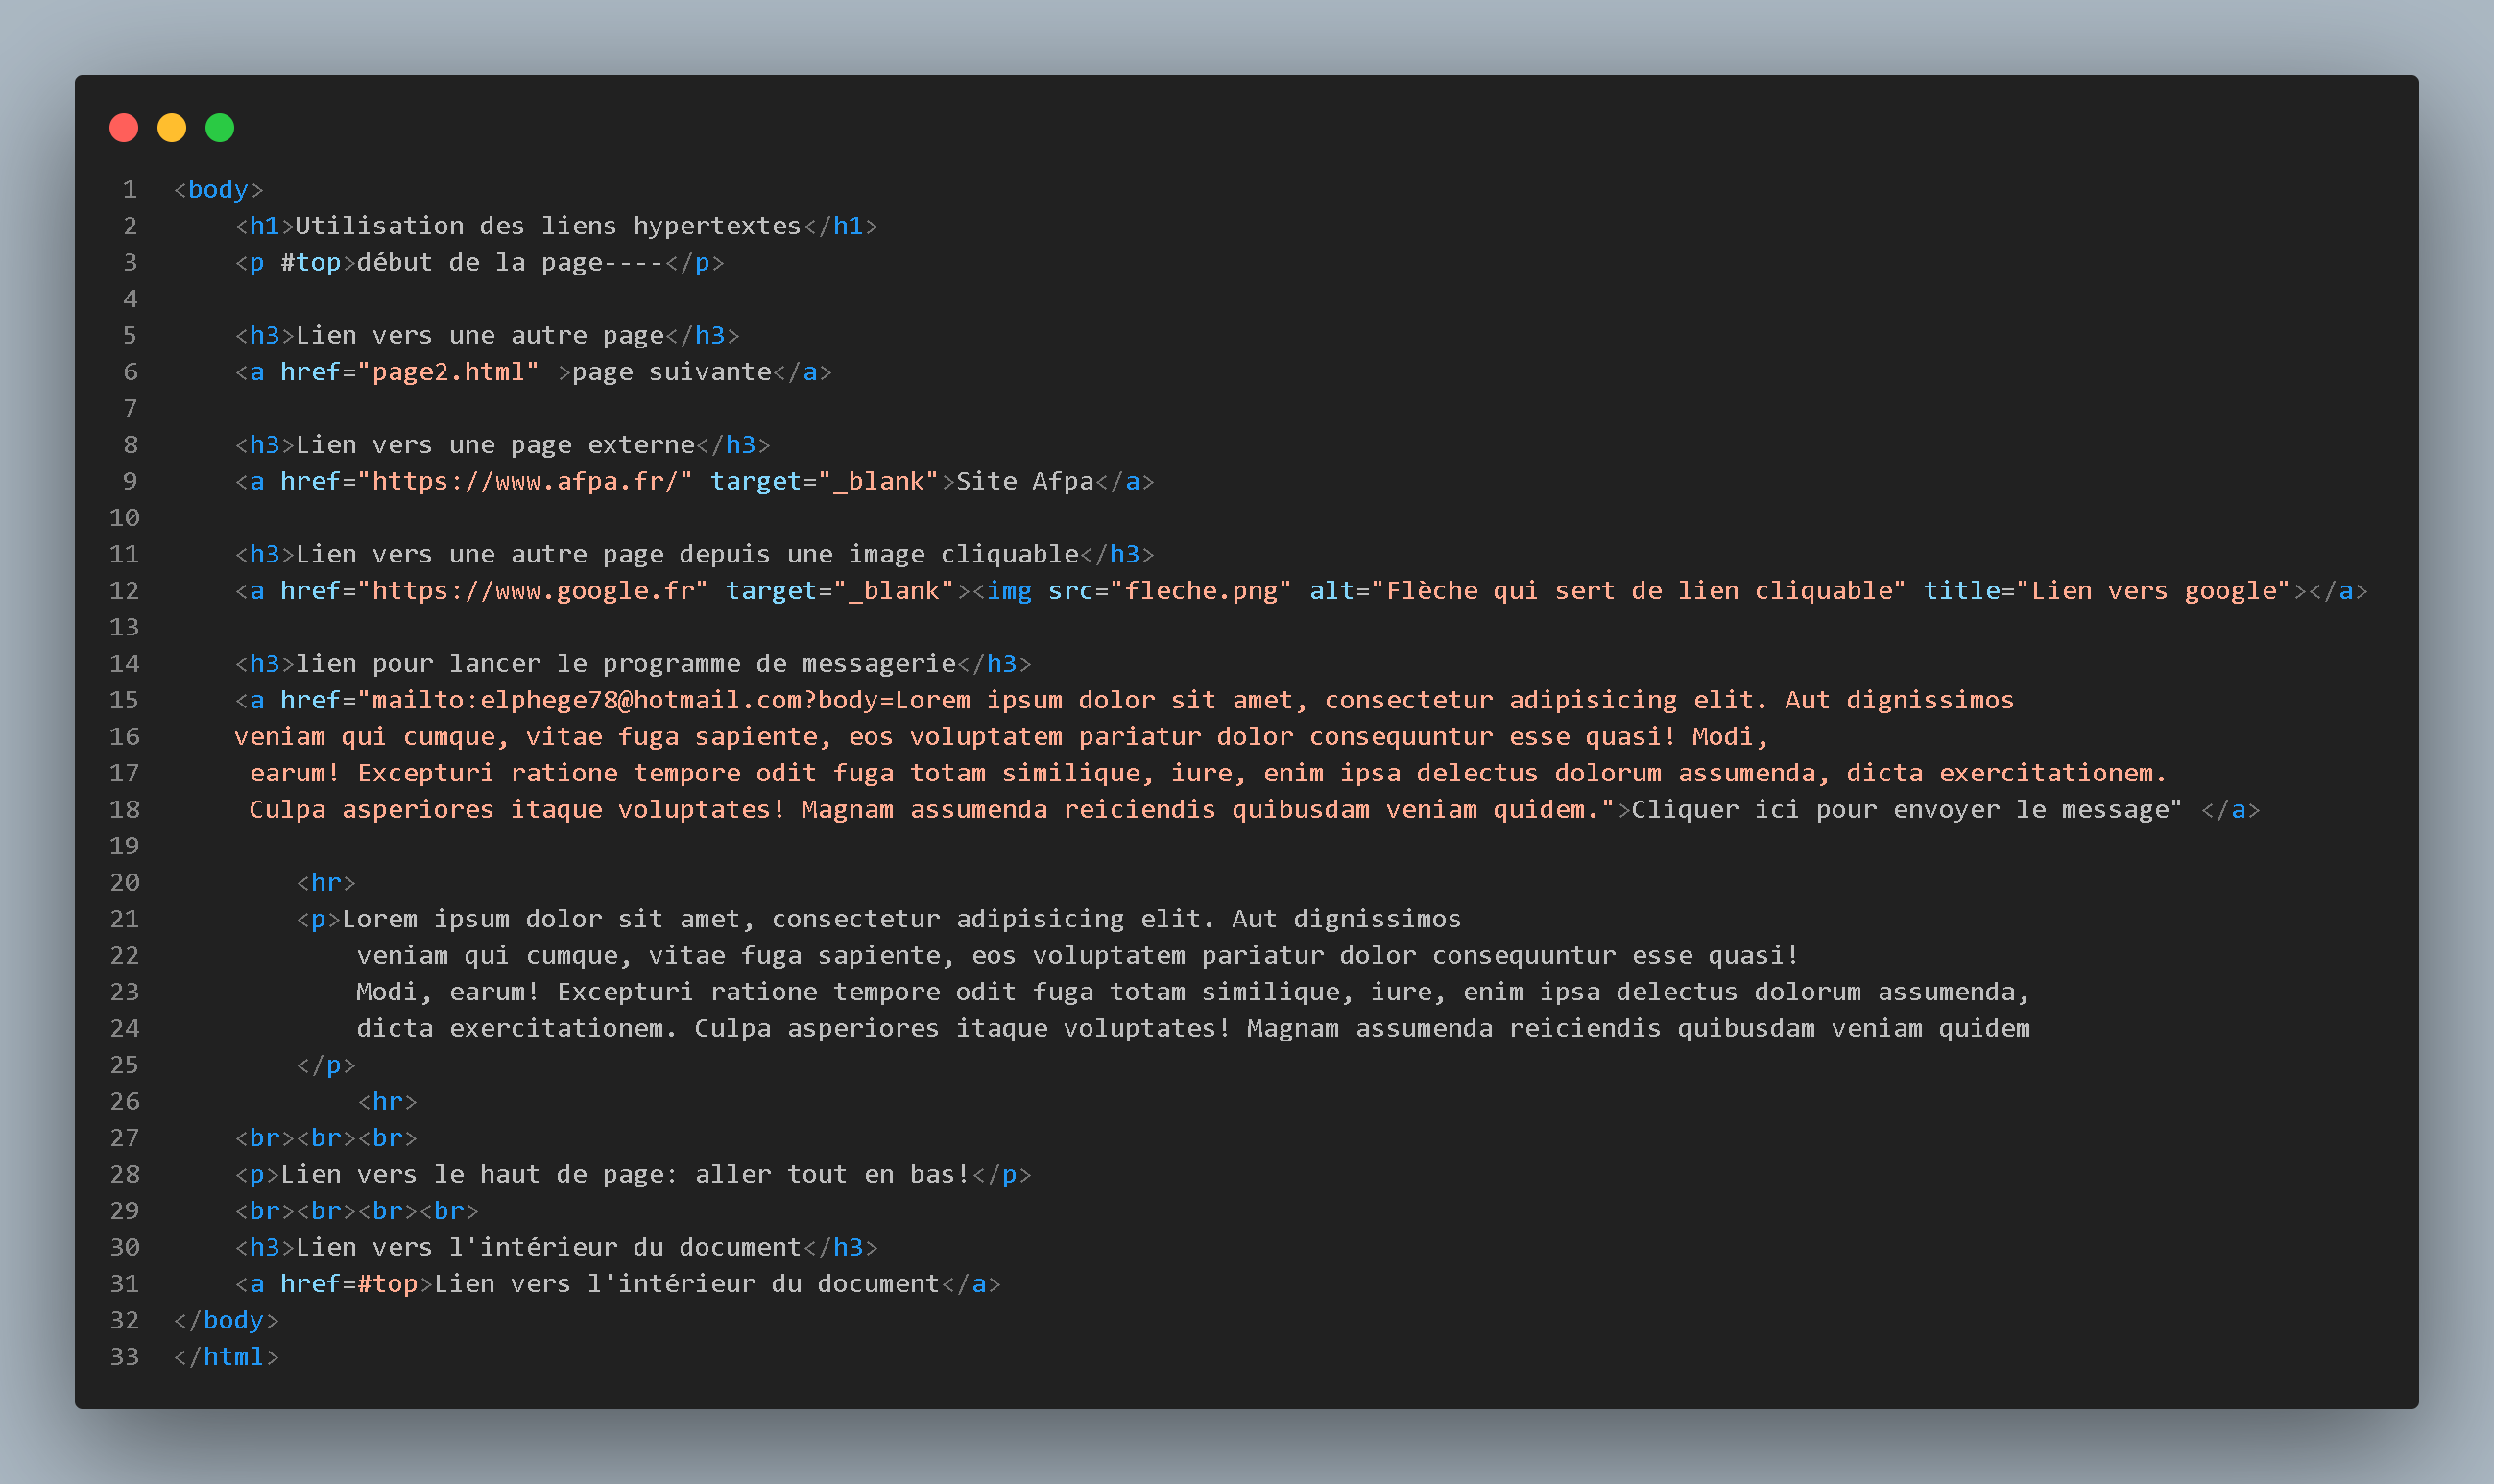 1 <body>
2 <h1>Utilisation des liens hypertextes</h1>
3 <p #top>début de la page----</p>
4
5 <h3>Lien vers une autre page</h3>
6 <a href="page2.html" >page suivante</a>
7
8 <h3>Lien vers une page externe</h3>
9 <a href="https://www.afpa.fr/" target="_blank">Site Afpa</a>
10
11 <h3>Lien vers une autre page depuis une image cliquable</h3>
12 <a href="https://www.google.fr" target="_blank"><img src="fleche.png" alt="Flèche qui sert de lien cliquable" title="Lien vers google"></a>
13
14 <h3>lien pour lancer le programme de messagerie</h3>
15 <a href="mailto:elphege78@hotmail.com?body=Lorem ipsum dolor sit amet, consectetur adipisicing elit. Aut dignissimos
16 veniam qui cumque, vitae fuga sapiente, eos voluptatem pariatur dolor consequuntur esse quasi! Modi,
17 earum! Excepturi ratione tempore odit fuga totam similique, iure, enim ipsa delectus dolorum assumenda, dicta exercitationem.
18 Culpa asperiores itaque voluptates! Magnam assumenda reiciendis quibusdam veniam quidem.">Cliquer ici pour envoyer le message" </a>
19
20 <hr>
21 <p>Lorem ipsum dolor sit amet, consectetur adipisicing elit. Aut dignissimos
22 veniam qui cumque, vitae fuga sapiente, eos voluptatem pariatur dolor consequuntur esse quasi!
23 Modi, earum! Excepturi ratione tempore odit fuga totam similique, iure, enim ipsa delectus dolorum assumenda,
24 dicta exercitationem. Culpa asperiores itaque voluptates! Magnam assumenda reiciendis quibusdam veniam quidem
25 </p>
26 <hr>
27 <br><br><br>
28 <p>Lien vers le haut de page: aller tout en bas!</p>
29 <br><br><br><br>
30 <h3>Lien vers l'intérieur du document</h3>
31 <a href=#top>Lien vers l'intérieur du document</a>
32 </body>
33 </html>